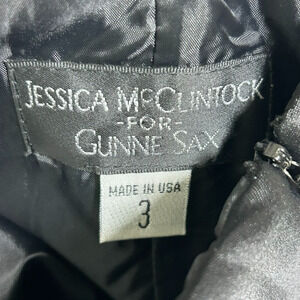 JESSICA McCLINTOCK
-FOR-
GUNNE SAX
MADE IN USA
3